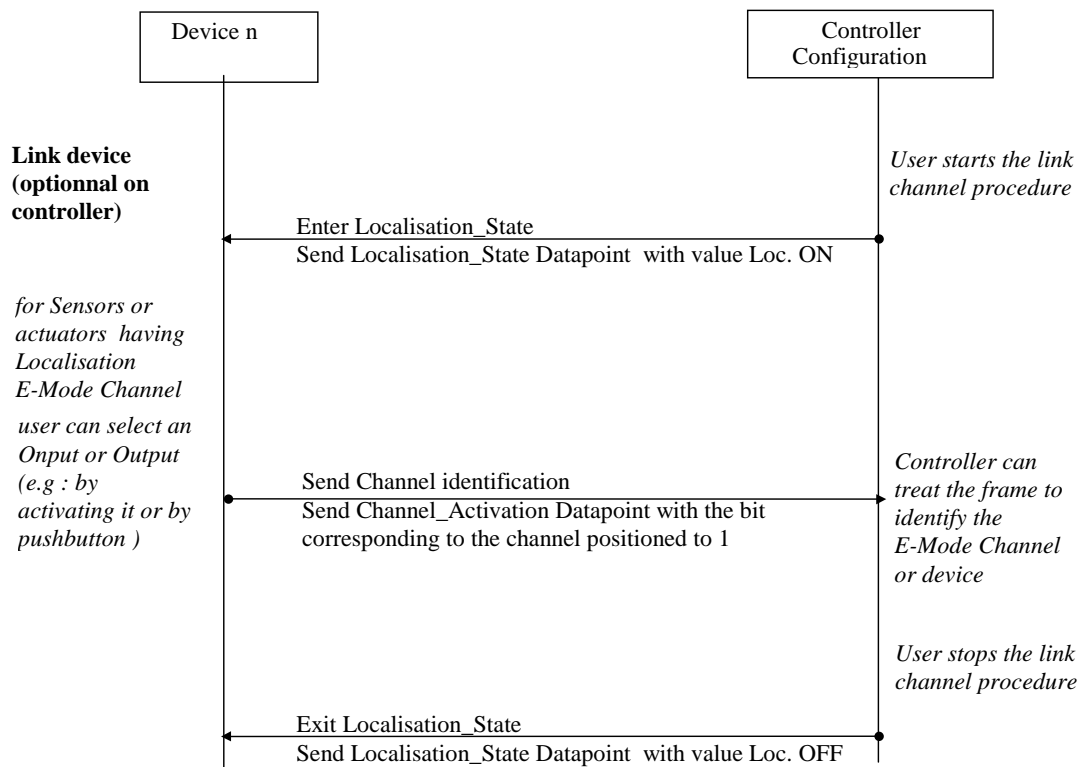 Device n
Controller
Configuration
Link device
(optionnal on
controller)
User starts the link
channel procedure
Enter Localisation_State
Send Localisation_State Datapoint with value Loc. ON
for Sensors or
actuators having
Localisation
E-Mode Channel
user can select an
Onput or Output
(e.g : by
activating it or by
pushbutton )
Send Channel identification
Send Channel_Activation Datapoint with the bit
corresponding to the channel positioned to 1
Controller can
treat the frame to
identify the
E-Mode Channel
or device
User stops the link
channel procedure
Exit Localisation_State
Send Localisation_State Datapoint with value Loc. OFF